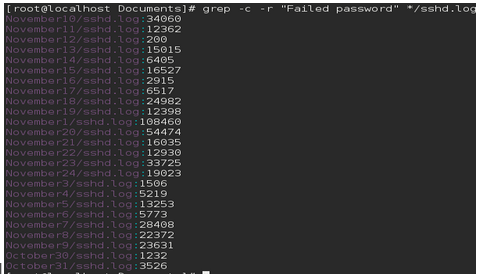 [root@localhost Documents]# grep -c -r "Failed password" */sshd.log
November10/sshd.log:34060
November11/sshd.log:12362
November12/sshd.log:200
November13/sshd.log:15015
November14/sshd.log:6405
November15/sshd.log:16527
November16/sshd.log:2915
November17/sshd.log:6517
November18/sshd.log:24982
November19/sshd.log:12398
November1/sshd.log:108460
November20/sshd.log:54474
November21/sshd.log:16035
November22/sshd.log:12930
November23/sshd.log:33725
November24/sshd.log:19023
November3/sshd.log:1506
November4/sshd.log:5219
November5/sshd.log:13253
November6/sshd.log:5773
November7/sshd.log:28408
November8/sshd.log:22372
November9/sshd.log:23631
October30/sshd.log:1232
October31/sshd.log:3526